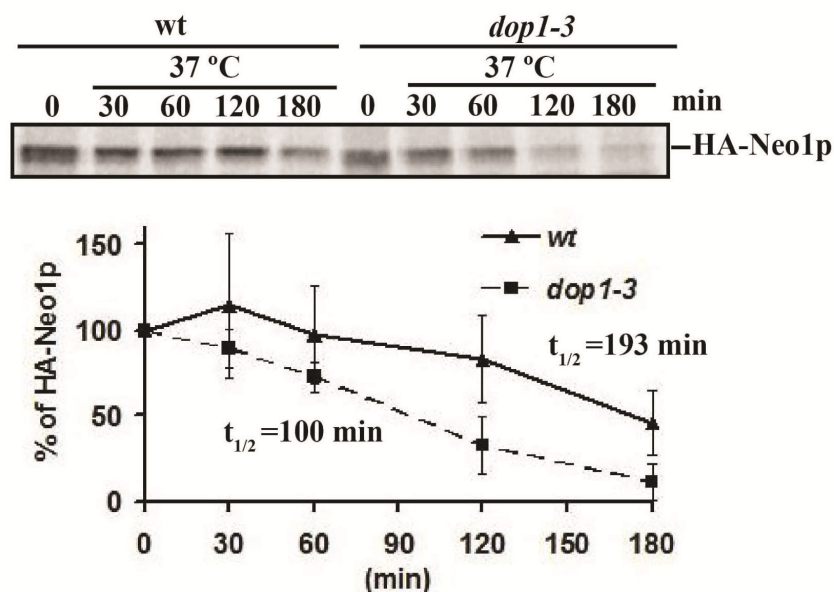 wt dop1-3
37 ºC 37 ºC
0 30 60 120 180 0 30 60 120 180 min
HA-Neo1p
% of HA-Neo1p
150
100
50
0
wt
dop1-3
t1/2 =193 min
t1/2 =100 min
0 30 60 90 120 150 180
(min)